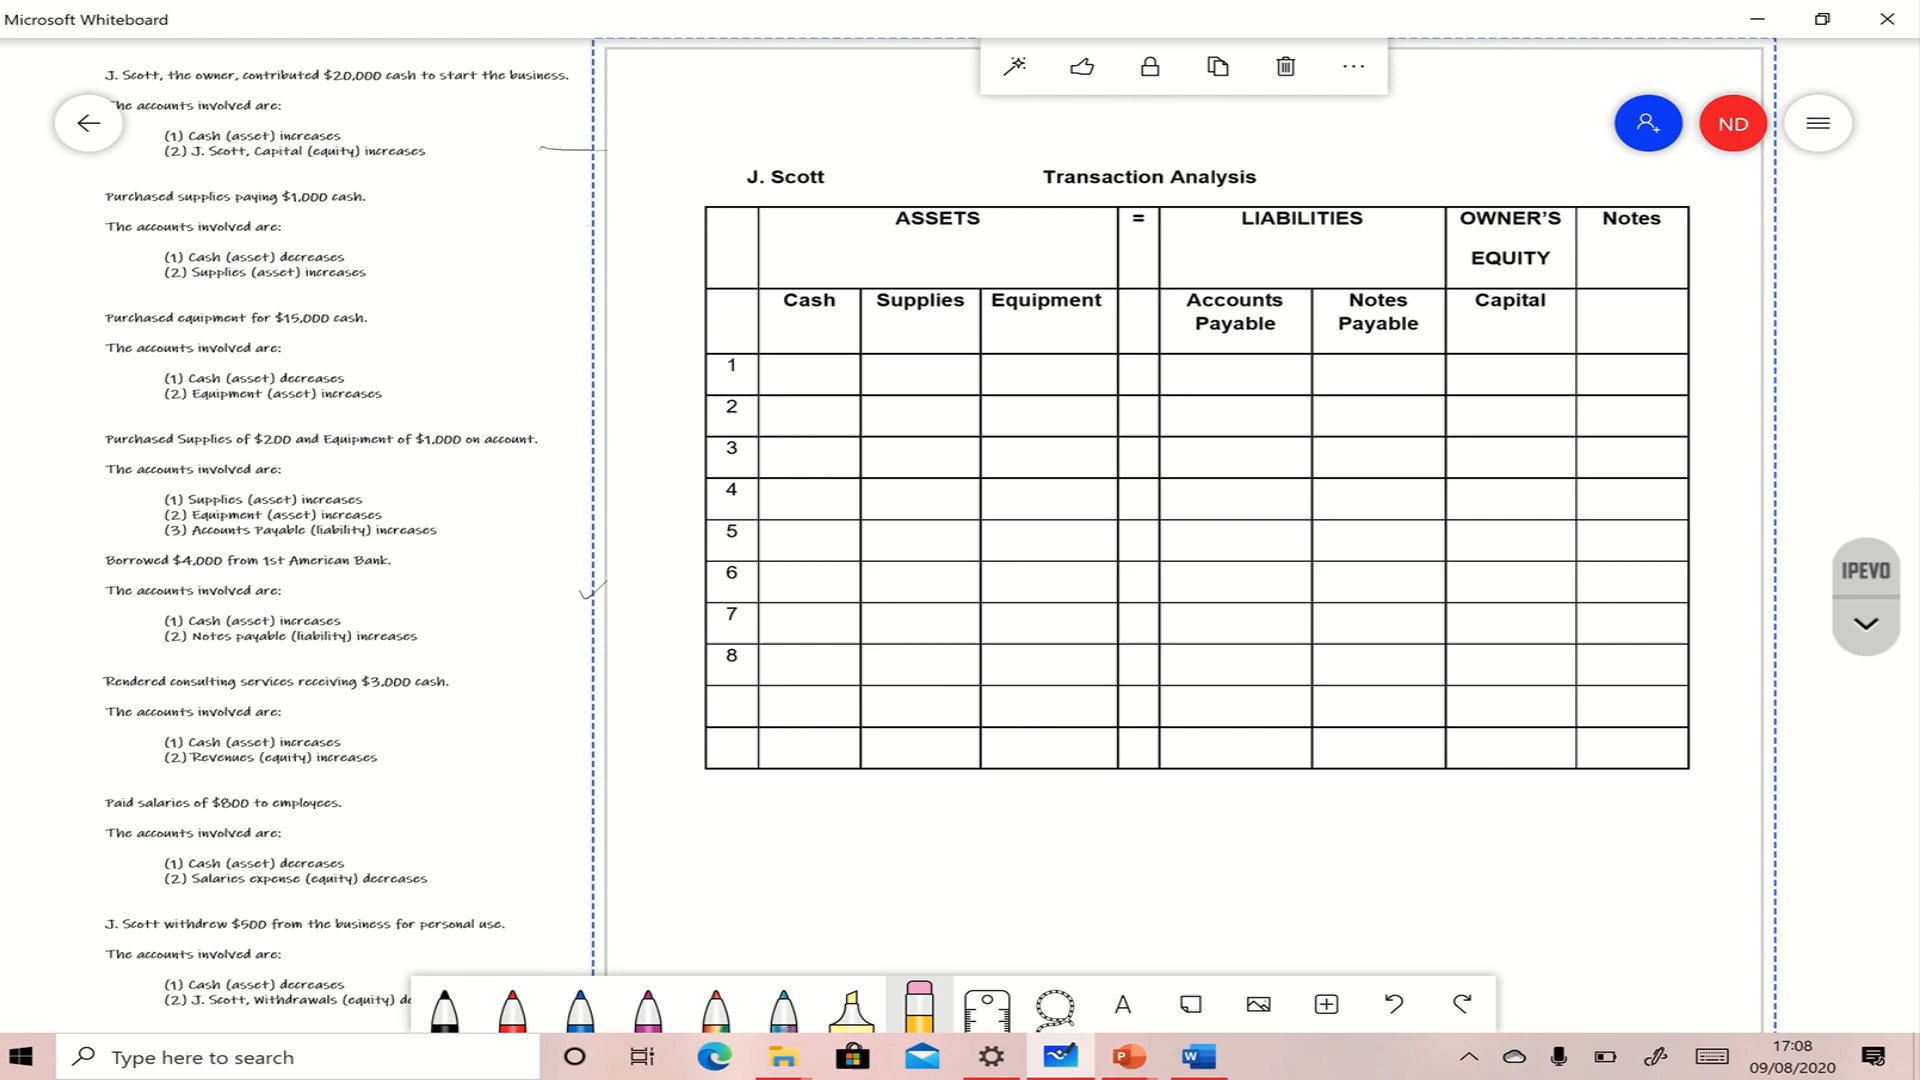 Microsoft Whiteboard
J. Scott, the owner, contributed $20,000 cash to start the business.
The accounts involved are:
(1) Cash (asset) increases
(2) J. Scott, Capital (equity) increases
Purchased supplies paying $1,000 cash.
The accounts involved are:
(1) Cash (asset) decreases
(2) Supplies (asset) increases
Purchased equipment for $15,000 cash.
The accounts involved are:
(1) Cash (asset) decreases
(2) Equipment (asset) increases
Purchased Supplies of $200 and Equipment of $1,000 on account.
The accounts involved are:
(1) Supplies (asset) increases
(2) Equipment (asset) increases
(3) Accounts Payable (liability) increases
Borrowed $4,000 from 1st American Bank.
The accounts involved are:
(1) Cash (asset) increases
(2) Notes payable (liability) increases
Rendered consulting services receiving $3,000 cash.
The accounts involved are:
(1) Cash (asset) increases
(2) Revenues (equity) increases
Paid salaries of $800 to employees.
The accounts involved are:
(1) Cash (asset) decreases
(2) Salaries expense (equity) decreases
J. Scott withdrew $500 from the business for personal use.
The accounts involved are:
(1) Cash (asset) decreases
(2) J. Scott, Withdrawals (equity)
ND
J. Scott Transaction Analysis
ASSETS = LIABILITIES OWNER'S EQUITY Notes
Cash Supplies Equipment Accounts Payable Notes Payable Capital
1
2
3
4
5
6
7
8
IPEVO
A
Type here to search
P
W
17:08
09/08/2020